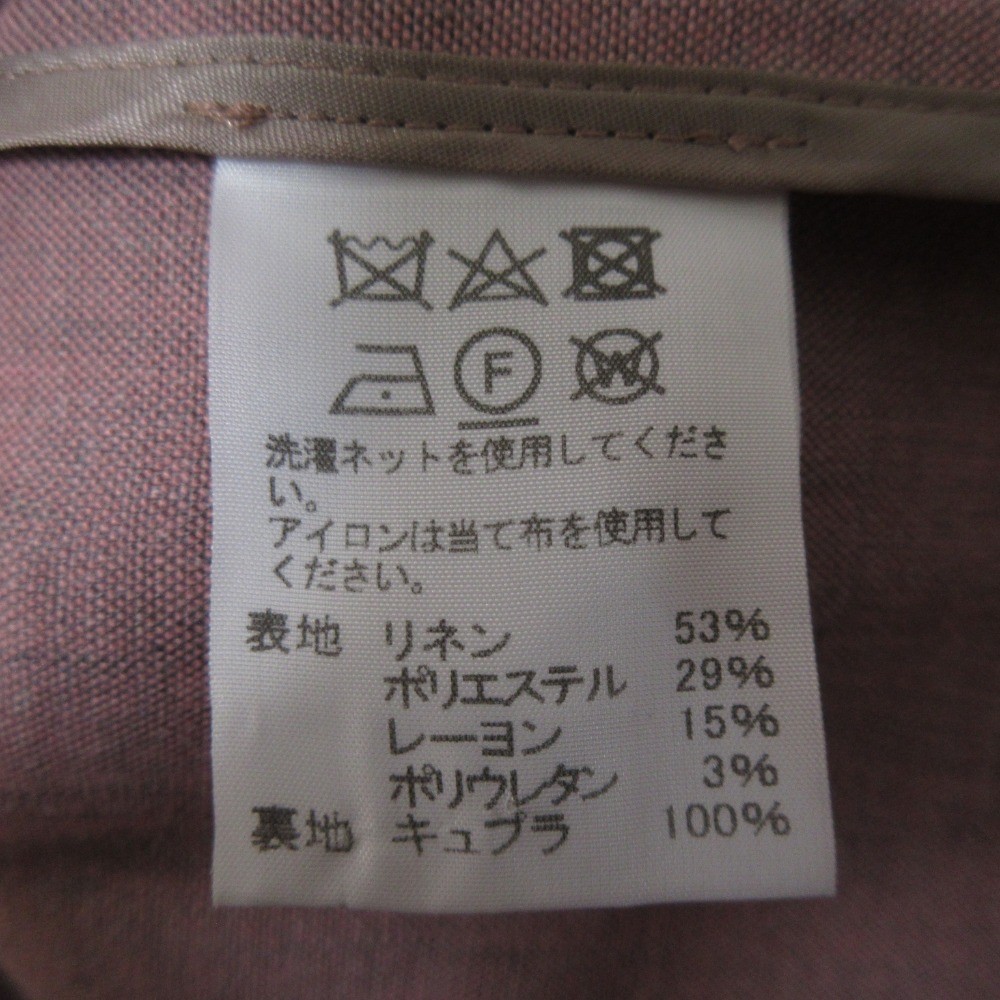 F W
洗濯ネットを使用してくださ
い。
アイロンは当て布を使用して
ください。
表地 リネン 53%
ポリエステル 29%
レーヨン 15%
ポリウレタン 3%
裏地 キュプラ 100%